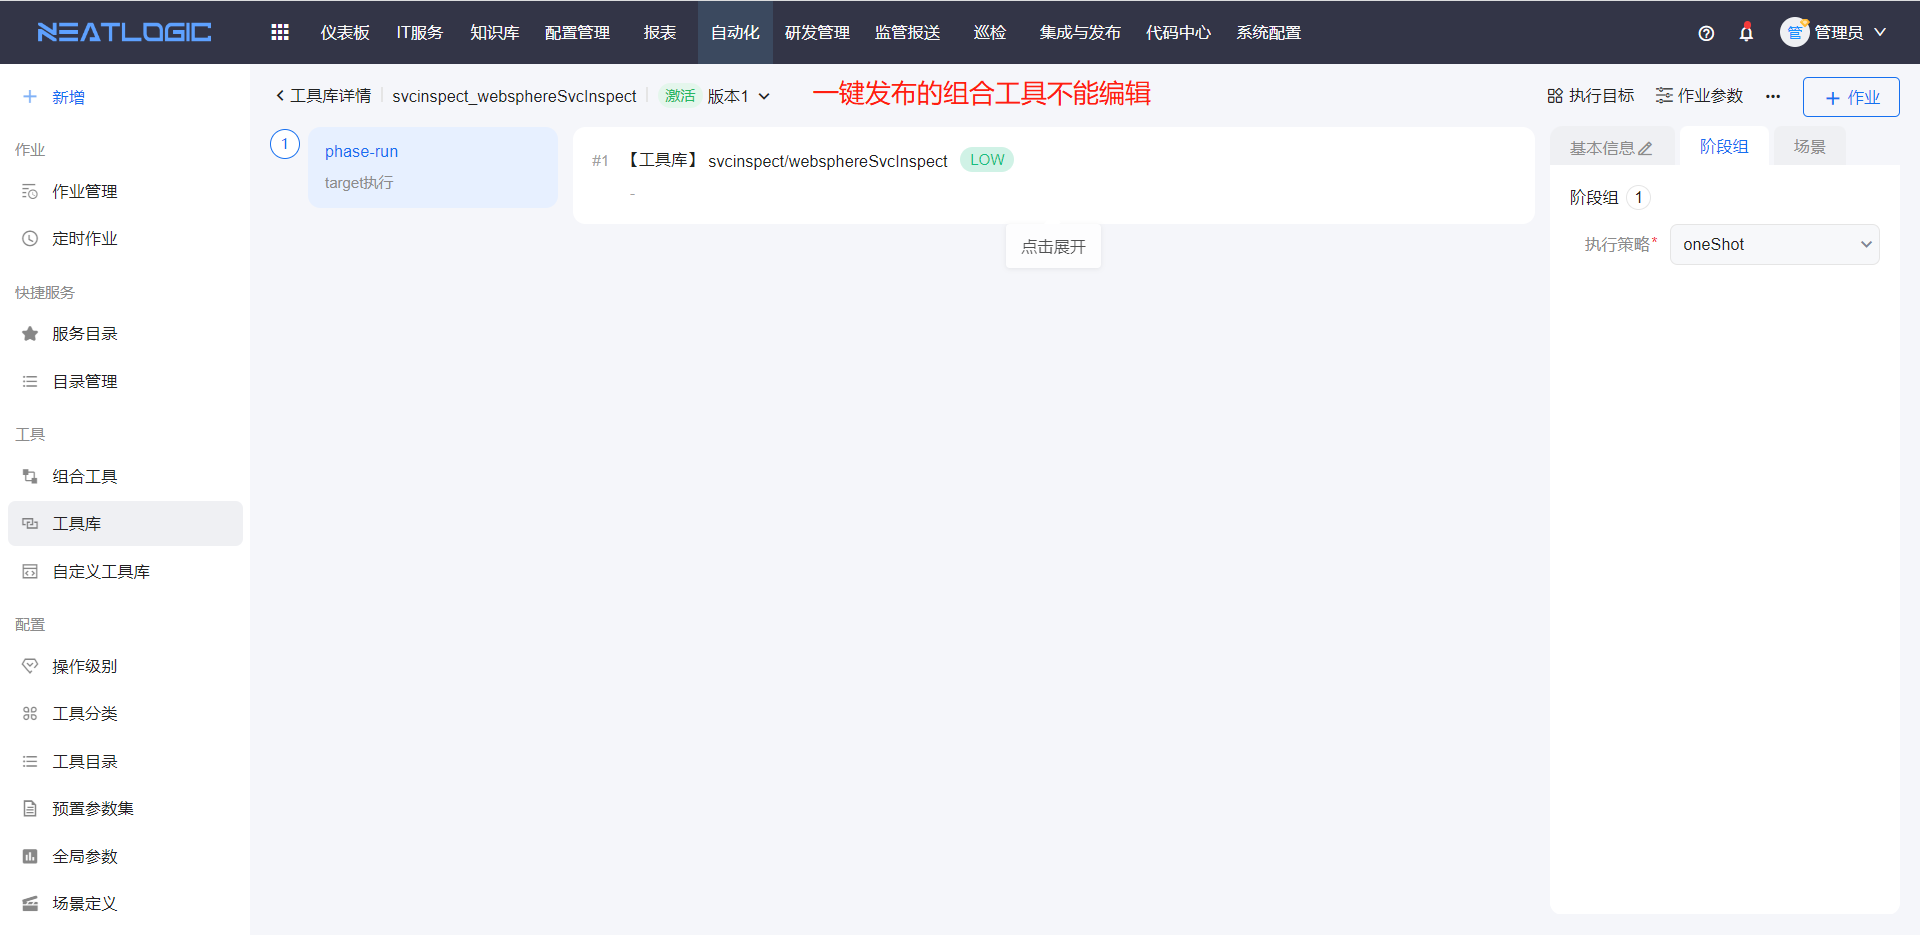 NEATLOGIC
仪表板 IT服务 知识库 配置管理 报表 自动化 研发管理 监管报送 巡检 集成与发布 代码中心 系统配置
管 管理员
新增
作业
作业管理
定时作业
快捷服务
服务目录
目录管理
工具
组合工具
工具库
自定义工具库
配置
操作级别
工具分类
工具目录
预置参数集
全局参数
场景定义
工具库详情 svcinspect_websphereSvcInspect 激活 版本1
一键发布的组合工具不能编辑
执行目标 作业参数 ··· 作业
1
phase-run
target执行
#1 【工具库】 svcinspect/websphereSvcInspect LOW
-
点击展开
基本信息 阶段组 场景
阶段组 1
执行策略* oneShot